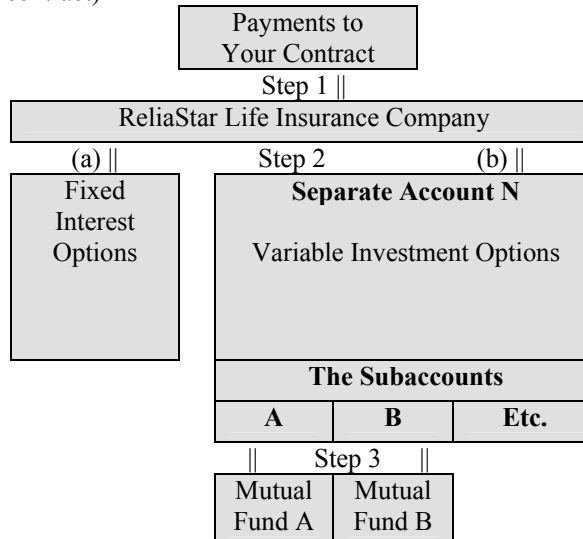 contract.)
Payments to
Your Contract
Step 1 ||
ReliaStar Life Insurance Company
(a) || Step 2 (b) ||
Fixed
Interest
Options
Separate Account N
Variable Investment Options
The Subaccounts
A B Etc.
|| Step 3 ||
Mutual
Fund A
Mutual
Fund B